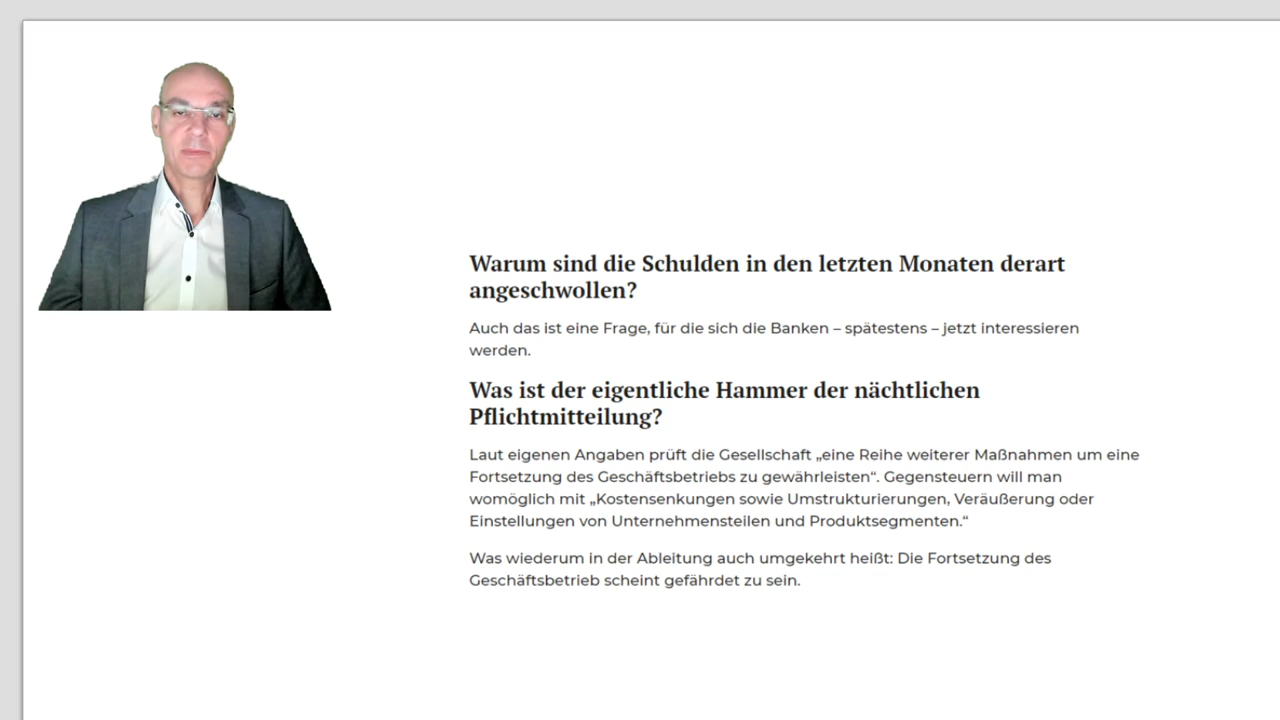 Warum sind die Schulden in den letzten Monaten derart
angeschwollen?
Auch das ist eine Frage, für die sich die Banken – spätestens – jetzt interessieren
werden.
Was ist der eigentliche Hammer der nächtlichen
Pflichtmitteilung?
Laut eigenen Angaben prüft die Gesellschaft „eine Reihe weiterer Maßnahmen um eine
Fortsetzung des Geschäftsbetriebs zu gewährleisten“. Gegensteuern will man
womöglich mit „Kostensenkungen sowie Umstrukturierungen, Veräußerung oder
Einstellungen von Unternehmensteilen und Produktsegmenten.“
Was wiederum in der Ableitung auch umgekehrt heißt: Die Fortsetzung des
Geschäftsbetrieb scheint gefährdet zu sein.